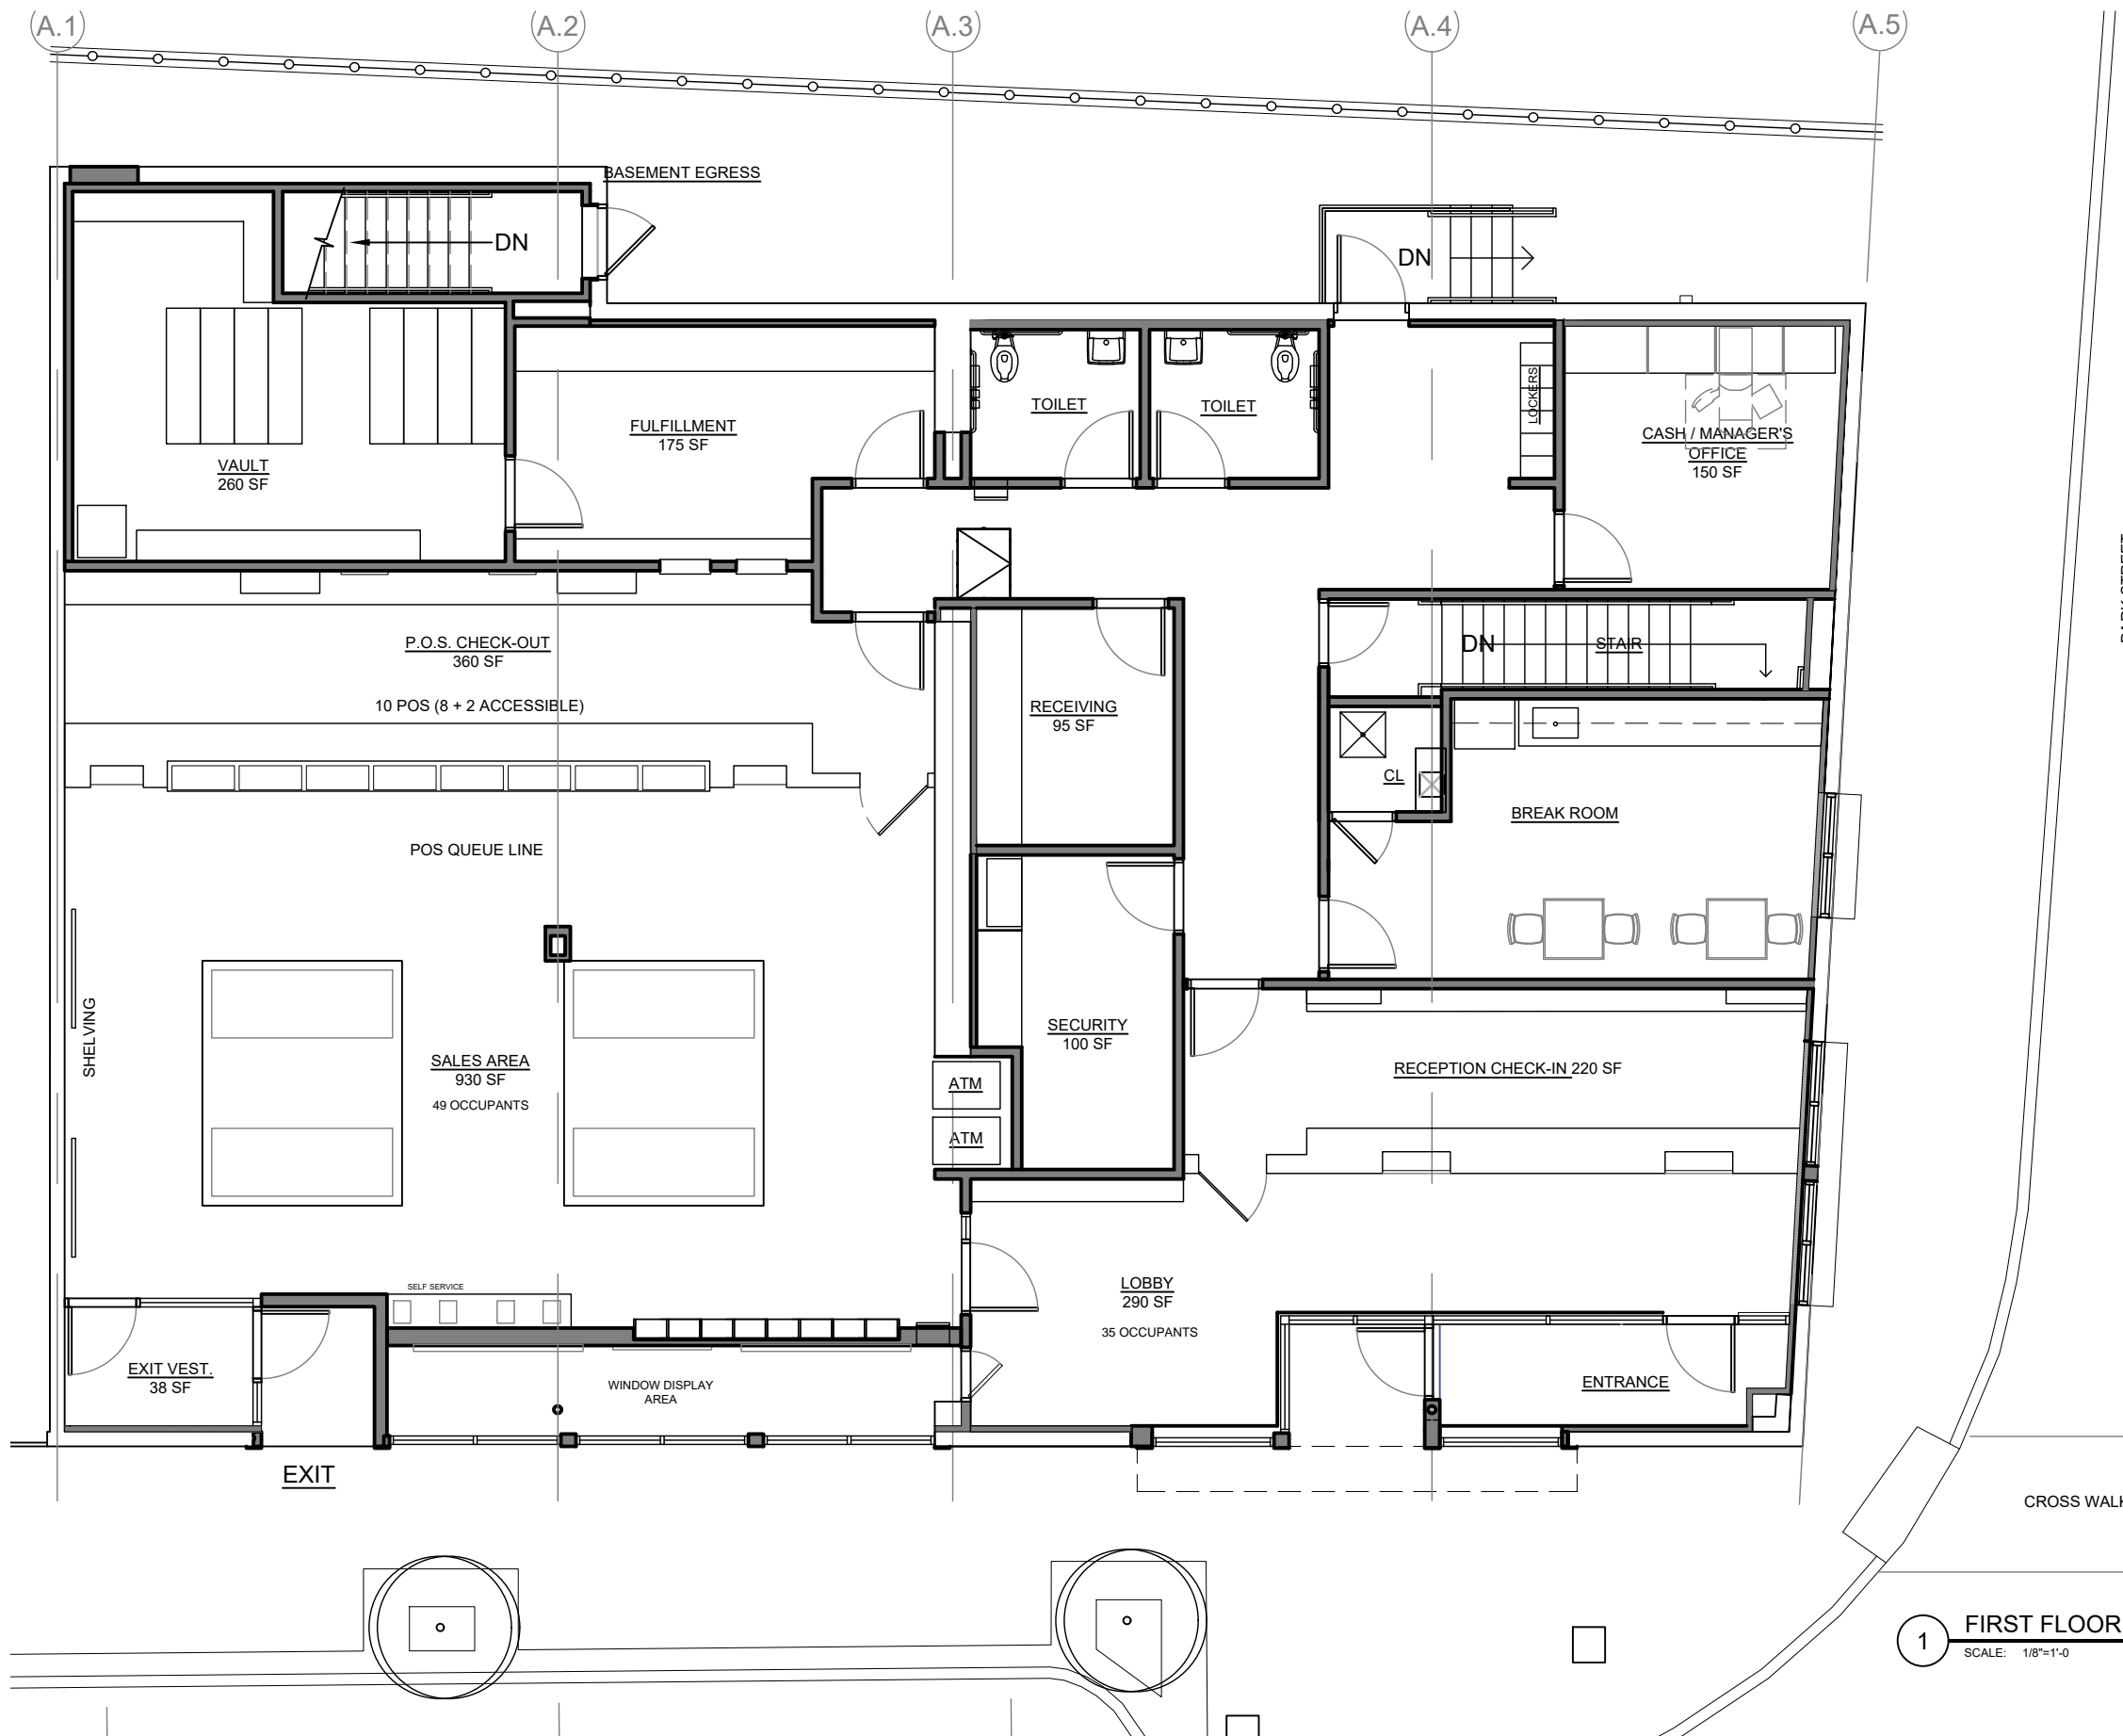 A.1
A.2
A.3
A.4
A.5
BASEMENT EGRESS
DN
DN
LOCKERS
TOILET
TOILET
FULFILLMENT
175 SF
CASH / MANAGER'S
OFFICE
150 SF
VAULT
260 SF
P.O.S. CHECK-OUT
360 SF
DN
STAIR
10 POS (8 + 2 ACCESSIBLE)
RECEIVING
95 SF
CL
BREAK ROOM
POS QUEUE LINE
SHELVING
SECURITY
100 SF
SALES AREA
930 SF
49 OCCUPANTS
RECEPTION CHECK-IN 220 SF
ATM
ATM
SELF SERVICE
LOBBY
290 SF
35 OCCUPANTS
EXIT VEST.
38 SF
WINDOW DISPLAY
AREA
ENTRANCE
EXIT
CROSS WALK
1
FIRST FLOOR
SCALE: 1/8"=1'-0